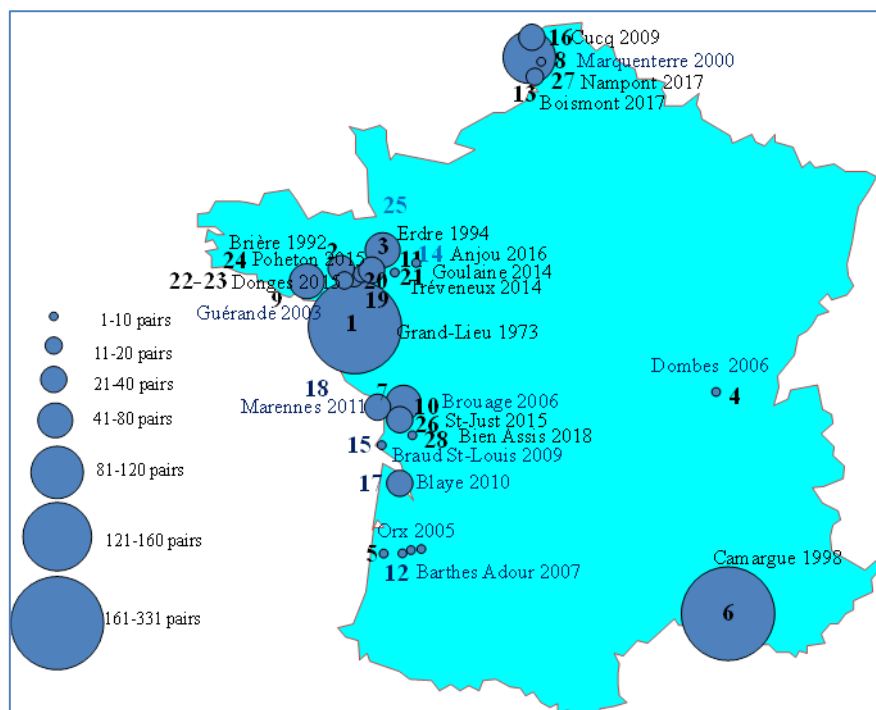 16 Cucq 2009
8 Marquenterre 2000
27 Nampont 2017
13
Boismont 2017
25
Erdre 1994
3
Brière 1992
2
11
14 Anjou 2016
24 Poheton 2015
Goulaine 2014
22-23 Donges 2015
20
21
Tréveneux 2014
9
19
Guérande 2003
1
Grand-Lieu 1973
1-10 pairs
11-20 pairs
21-40 pairs
41-80 pairs
81-120 pairs
121-160 pairs
161-331 pairs
Dombes 2006
4
18
7
Marennes 2011
Brouage 2006
10
St-Just 2015
26
28 Bien Assis 2018
15
Braud St-Louis 2009
17 Blaye 2010
Orx 2005
5
12 Barthes Adour 2007
Camargue 1998
6